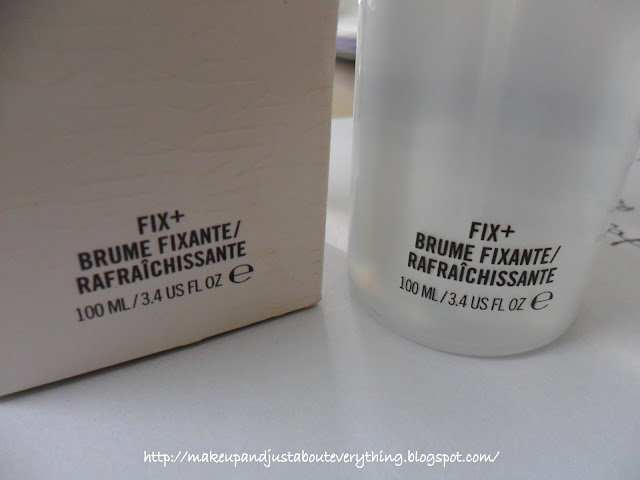 FIX+
BRUME FIXANTE/
RAFRAÎCHISSANTE
100 ML / 3.4 US FL OZ ℮
FIX+
BRUME FIXANTE/
RAFRAÎCHISSANTE
100 ML / 3.4 US FL OZ ℮
http://makeupandjustabouteverything.blogspot.com/